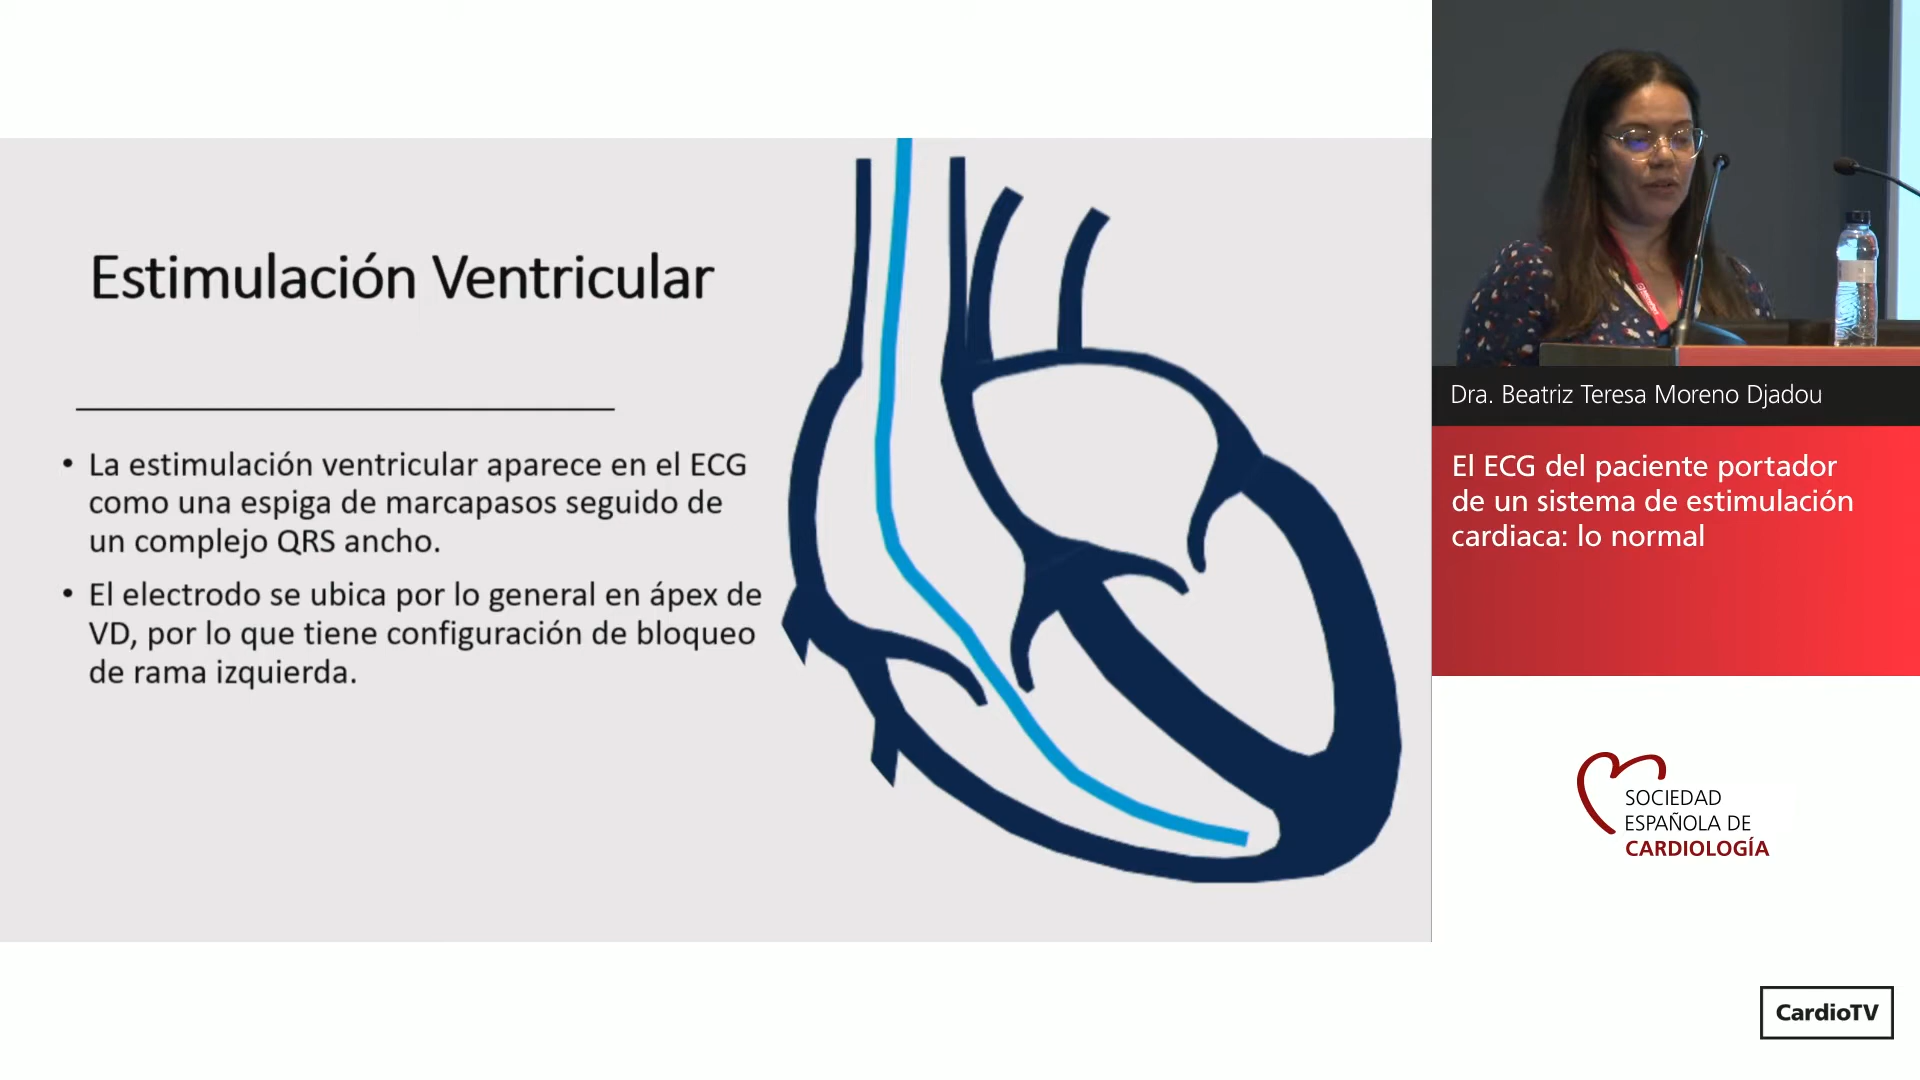 Estimulación Ventricular
• La estimulación ventricular aparece en el ECG
como una espiga de marcapasos seguido de
un complejo QRS ancho.
• El electrodo se ubica por lo general en ápex de
VD, por lo que tiene configuración de bloqueo
de rama izquierda.
Dra. Beatriz Teresa Moreno Djadou
El ECG del paciente portador
de un sistema de estimulación
cardiaca: lo normal
SOCIEDAD
ESPAÑOLA DE
CARDIOLOGÍA
CardioTV